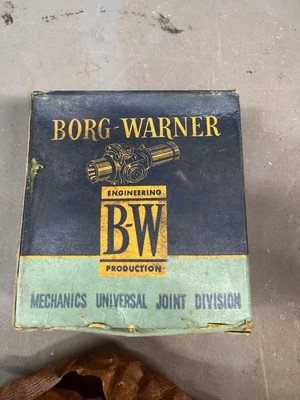 BORG-WARNER
ENGINEERING
B-W
PRODUCTION
MECHANICS UNIVERSAL JOINT DIVISION